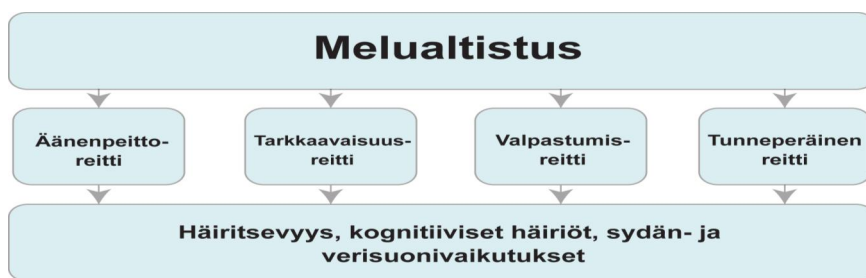 Melualtistus
Äänenpeitto-
reitti
Tarkkaavaisuus-
reitti
Valpastumis-
reitti
Tunneperäinen
reitti
Häiritsevyys, kognitiiviset häiriöt, sydän- ja
verisuonivaikutukset